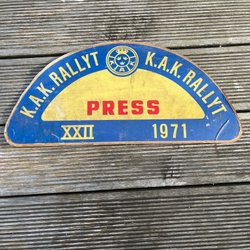 K.A.K. RALLYT K.A.K. RALLYT
PRESS
XXII 1971